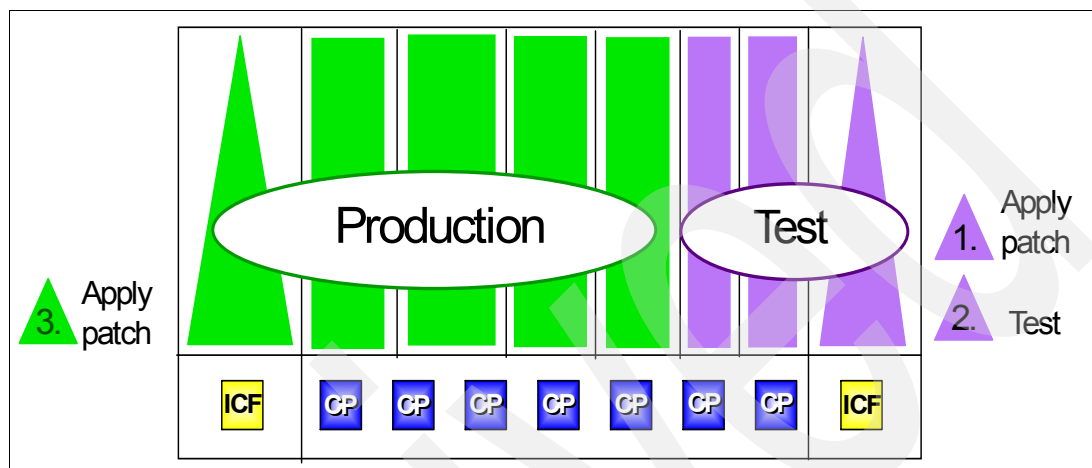 Production
Test
1.
Apply
patch
2.
Test
3.
Apply
patch
ICF
CP
CP
CP
CP
CP
CP
CP
ICF